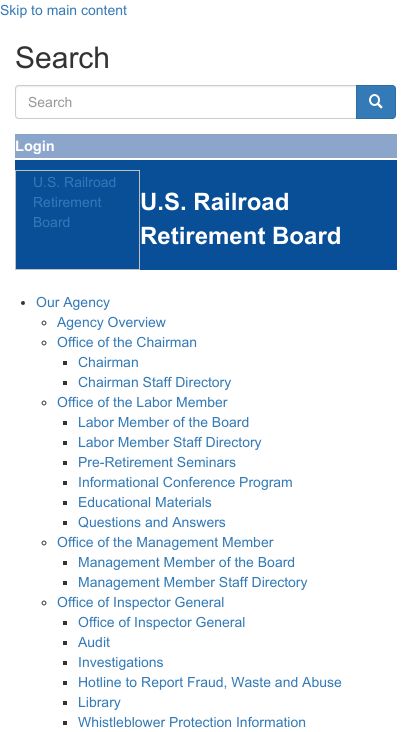 Skip to main content
Search
Search
Login
U.S. Railroad
Retirement
Board
U.S. Railroad
Retirement Board
Our Agency
Agency Overview
Office of the Chairman
Chairman
Chairman Staff Directory
Office of the Labor Member
Labor Member of the Board
Labor Member Staff Directory
Pre-Retirement Seminars
Informational Conference Program
Educational Materials
Questions and Answers
Office of the Management Member
Management Member of the Board
Management Member Staff Directory
Office of Inspector General
Office of Inspector General
Audit
Investigations
Hotline to Report Fraud, Waste and Abuse
Library
Whistleblower Protection Information